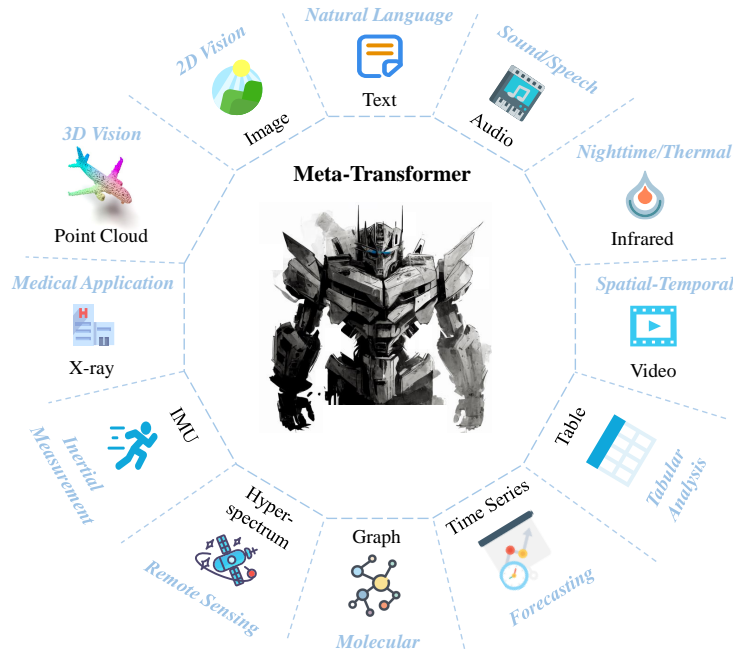 Natural Language
Text
Sound/Speech
Audio
Nighttime/Thermal
Infrared
Spatial-Temporal
Video
Table
Tabular
Analysis
Time Series
Forecasting
Graph
Molecular
Hyper-
spectrum
Remote Sensing
IMU
Inertial
Measurement
Medical Application
H
X-ray
3D Vision
Point Cloud
2D Vision
Image
Meta-Transformer